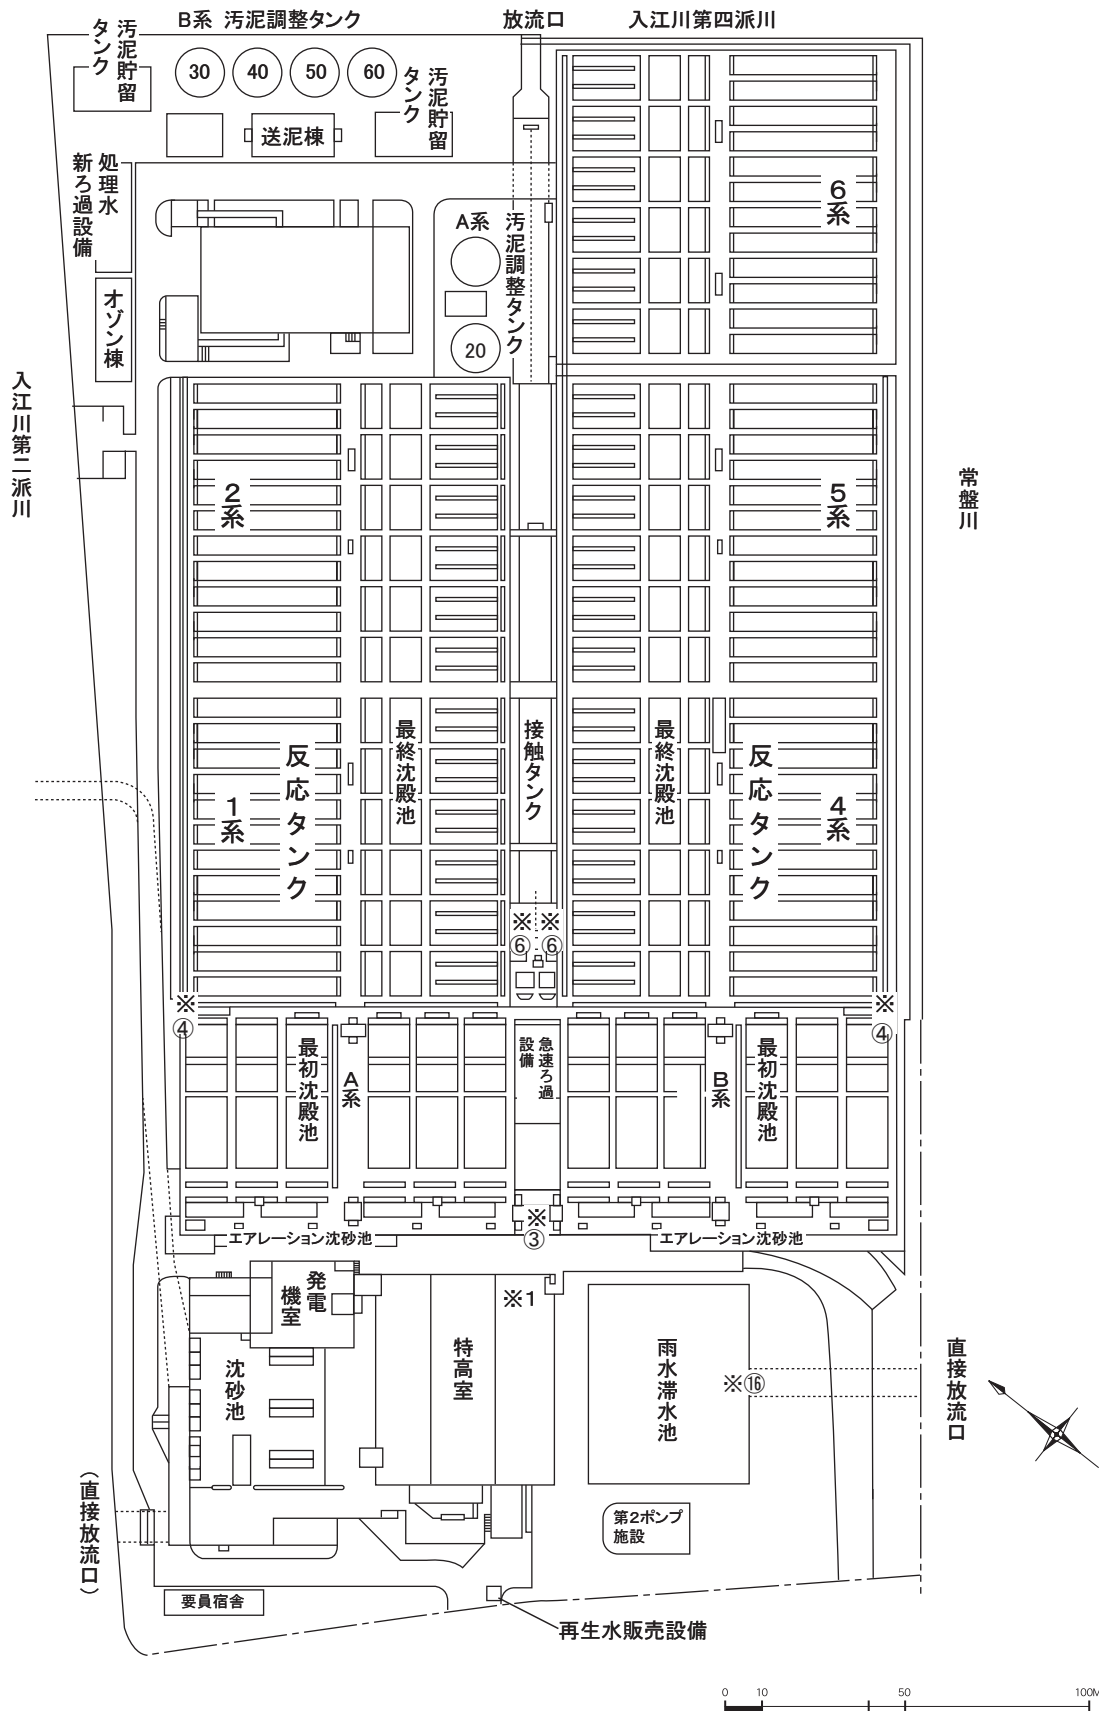 B系 汚泥調整タンク
放流口
入江川第四派川
汚泥貯留
タンク
30
40
50
60
汚泥貯留
タンク
送泥棟
処理水
新ろ過設備
6系
A系
汚泥調整タンク
オゾン棟
20
入江川第二派川
2系
5系
常盤川
最終沈殿池
接触タンク
最終沈殿池
反応タンク
反応タンク
1系
4系
※
⑥
※
⑥
※
④
※
④
最初沈殿池
A系
急速ろ過
設備
B系
最初沈殿池
※
③
エアレーション沈砂池
エアレーション沈砂池
発電
機室
※1
特高室
沈砂池
雨水滞水池
※⑯
直接放流口
(直接放流口)
第2ポンプ
施設
要員宿舎
再生水販売設備
0 10 50 100M